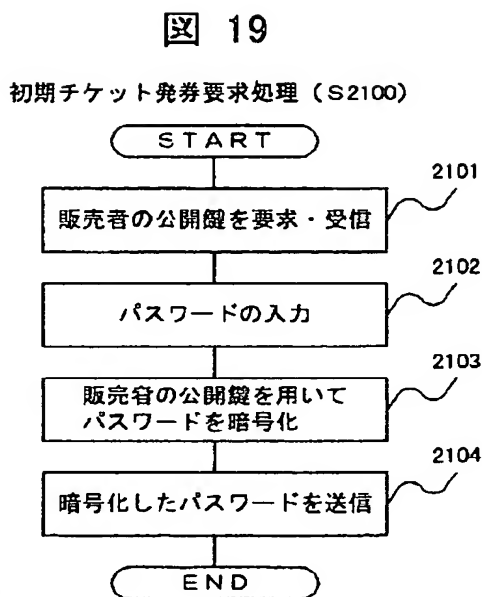 図 19
初期チケット発券要求処理（S2100）
START
2101
販売者の公開鍵を要求・受信
2102
パスワードの入力
2103
販売者の公開鍵を用いて
パスワードを暗号化
2104
暗号化したパスワードを送信
END